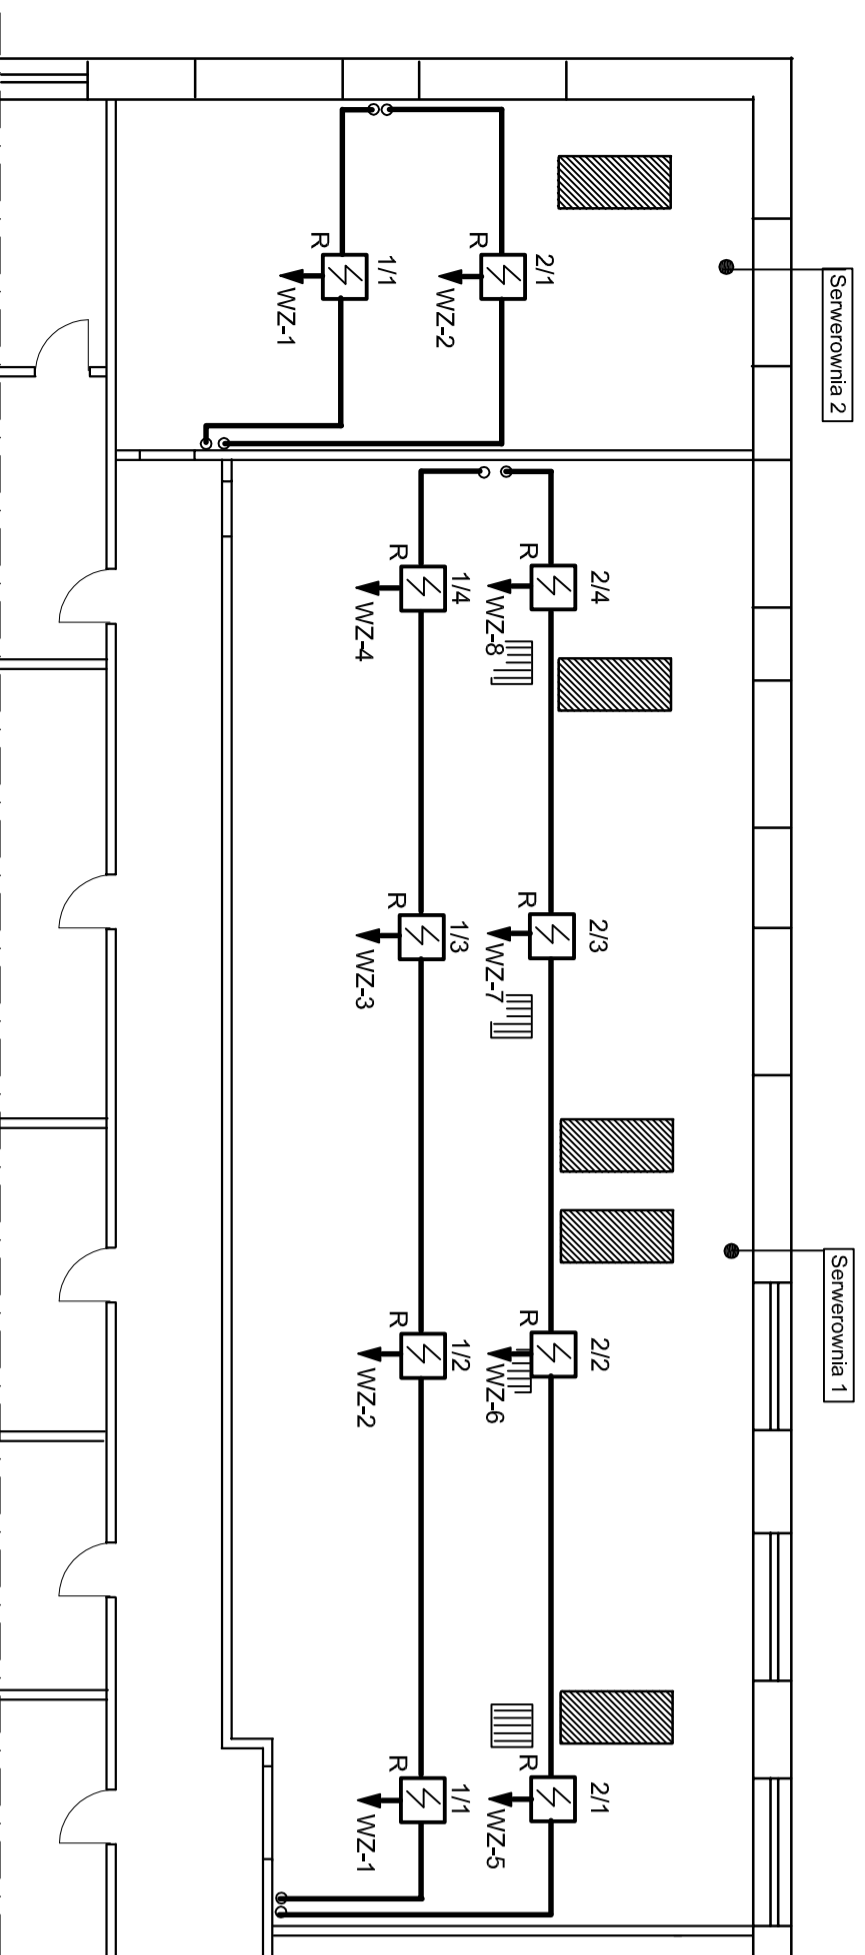 Serwerownia 2
2/1
R
WZ-2
1/1
R
WZ-1
Serwerownia 1
2/4
R
WZ-8
1/4
R
WZ-4
2/3
R
WZ-7
1/3
R
WZ-3
2/2
R
WZ-6
1/2
R
WZ-2
2/1
R
WZ-5
1/1
R
WZ-1